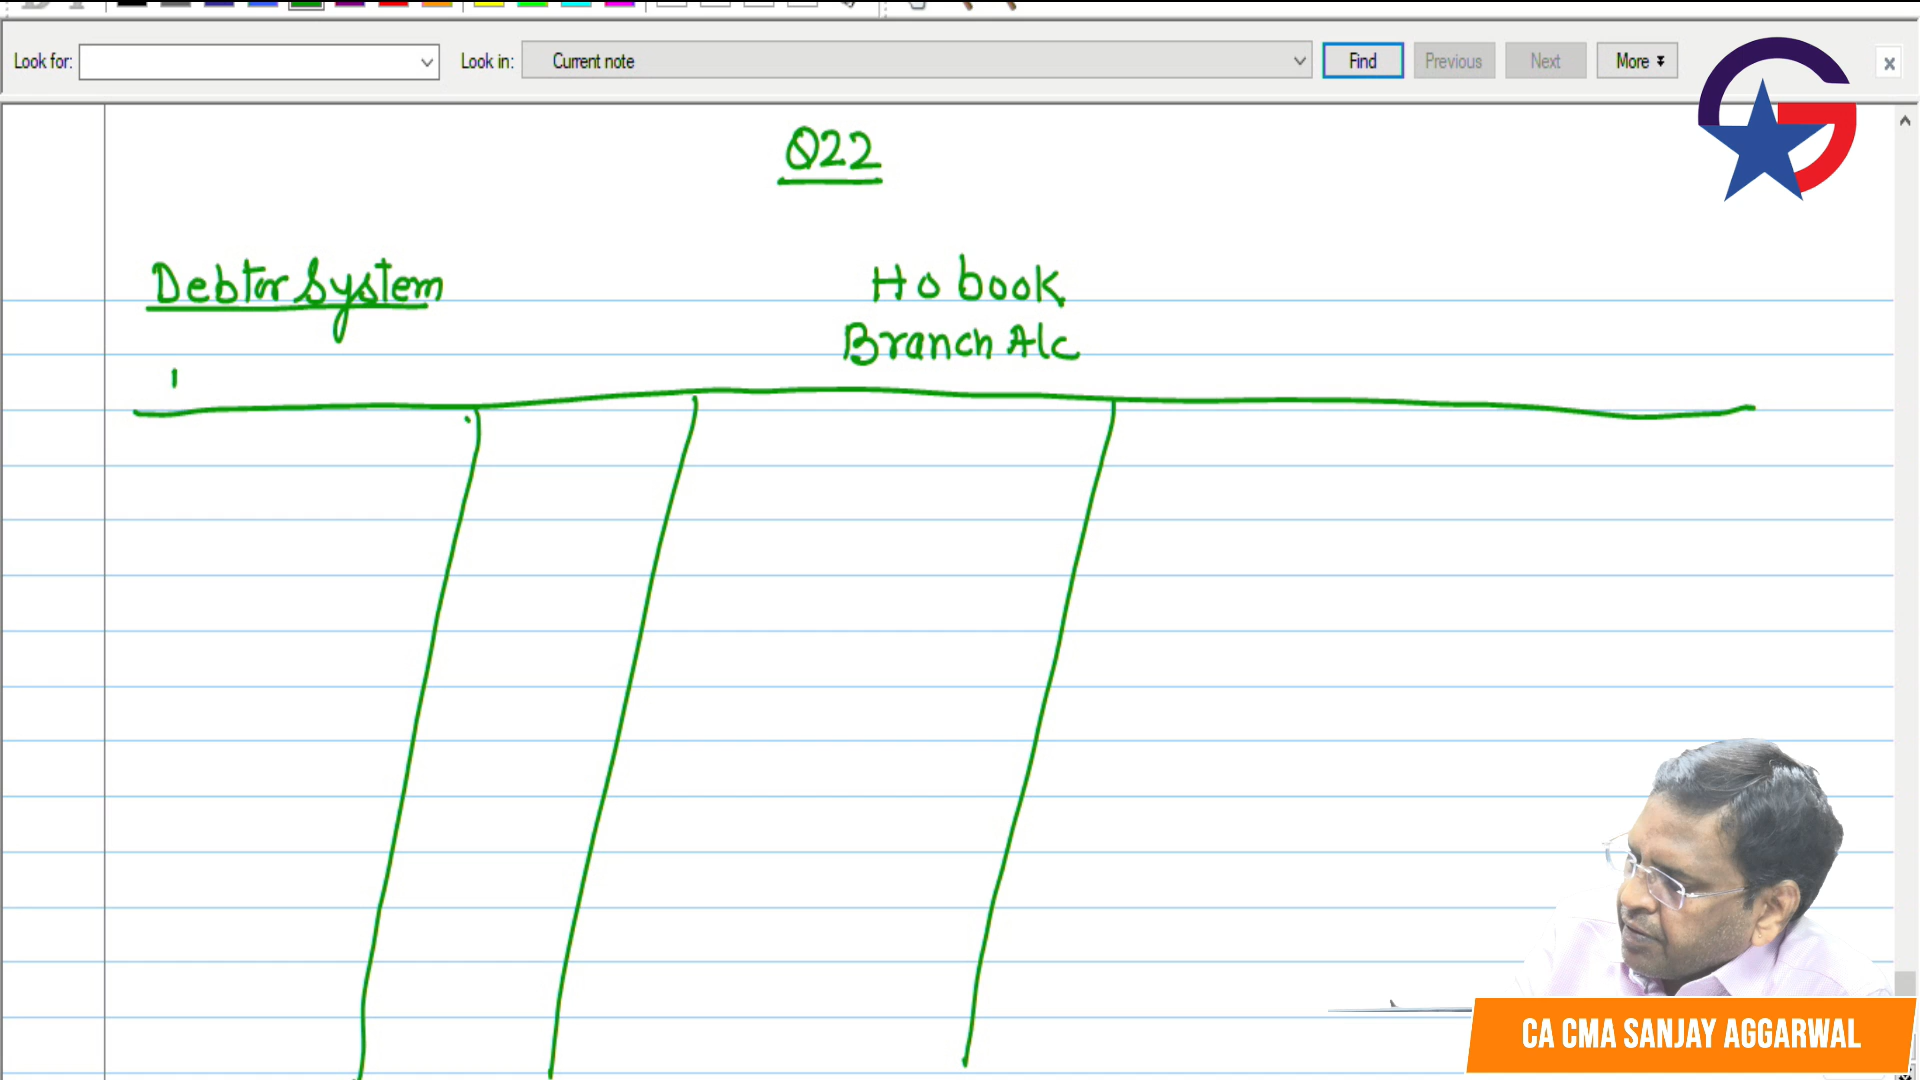 Look for:
Look in:
Current note
Find
Previous
Next
More
Q22
Debtor System
HO book
Branch A/c
CA CMA SANJAY AGGARWAL